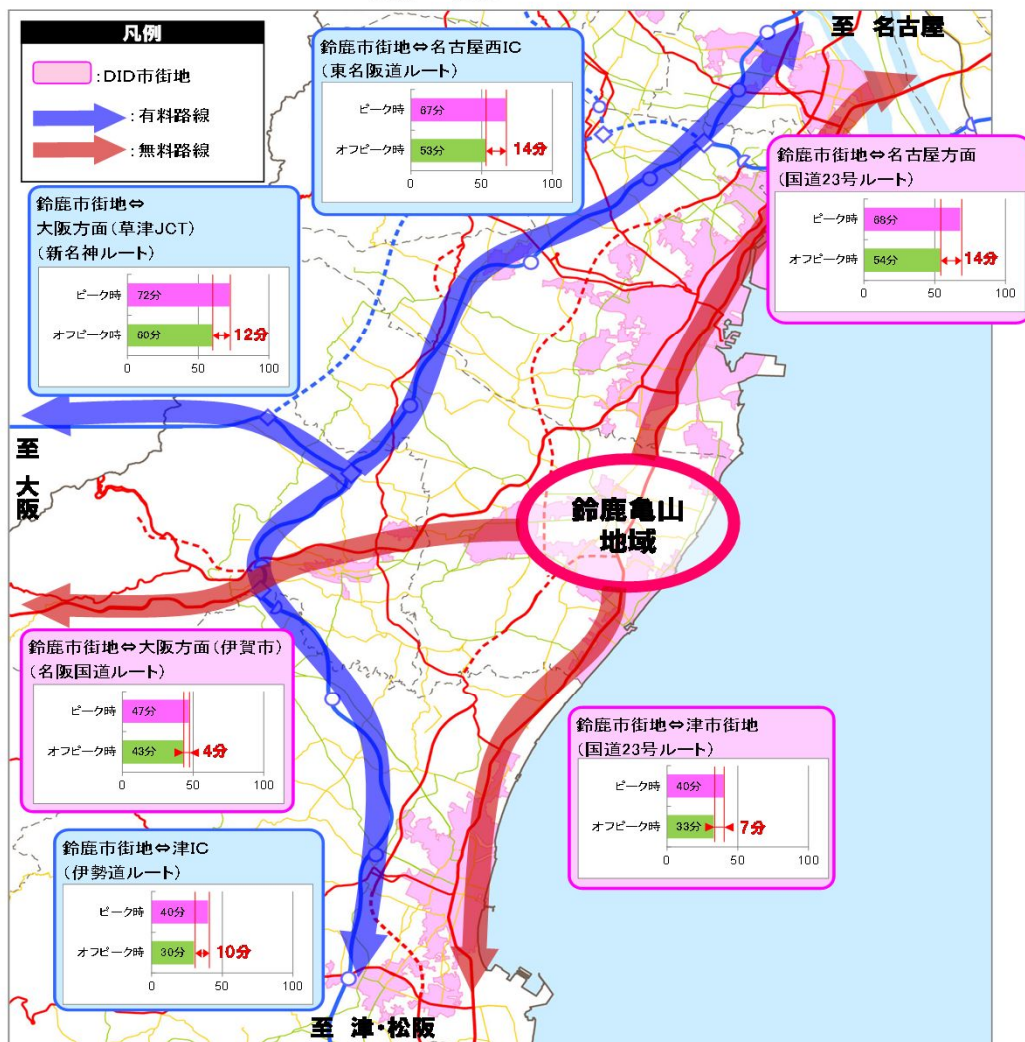 凡例
:DID市街地
:有料路線
:無料路線
至 名古屋
鈴鹿市街地⇔名古屋西IC
(東名阪道ルート)
ピーク時
67分
オフピーク時
53分
14分
0
50
100
鈴鹿市街地⇔名古屋方面
(国道23号ルート)
ピーク時
68分
オフピーク時
54分
14分
0
50
100
鈴鹿市街地⇔
大阪方面(草津JCT)
(新名神ルート)
ピーク時
72分
オフピーク時
60分
12分
0
50
100
至 大阪
鈴鹿亀山
地域
鈴鹿市街地⇔大阪方面(伊賀市)
(名阪国道ルート)
ピーク時
47分
オフピーク時
43分
4分
0
50
100
鈴鹿市街地⇔津市街地
(国道23号ルート)
ピーク時
40分
オフピーク時
33分
7分
0
50
100
鈴鹿市街地⇔津IC
(伊勢道ルート)
ピーク時
40分
オフピーク時
30分
10分
0
50
100
至 津・松阪